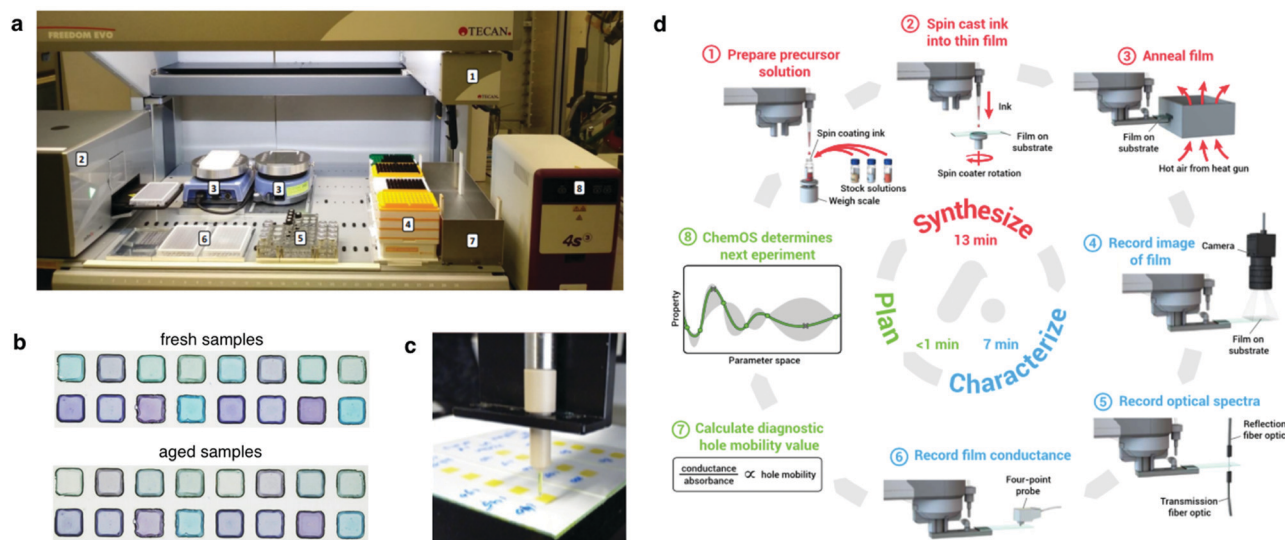 a
FREEDOM EVO
TECAN.
1
TECAN
2
3
3
8
4s
4
5
6
7
b
fresh samples
aged samples
c
d
① Prepare precursor
solution
Spin coating ink
Stock solutions
Weigh scale
② Spin cast ink
into thin film
Ink
Film on
substrate
Spin coater rotation
③ Anneal film
Film on
substrate
Hot air from heat gun
④ Record image
of film
Camera
Film on
substrate
⑤ Record optical spectra
Reflection
fiber optic
Transmission
fiber optic
⑥ Record film conductance
Four-point
probe
⑦ Calculate diagnostic
hole mobility value
conductance
absorbance
∝ hole mobility
⑧ ChemOS determines
next eperiment
Property
Parameter space
Synthesize
13 min
Characterize
7 min
Plan
<1 min